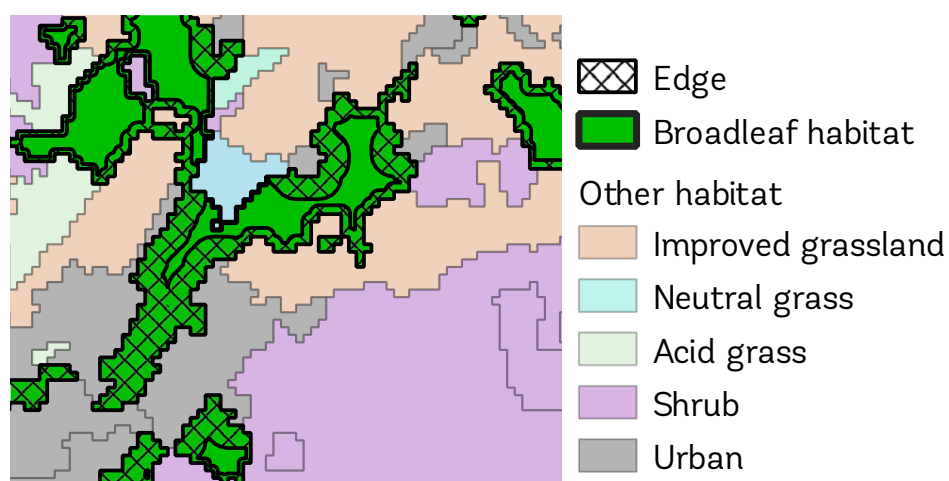 Edge
Broadleaf habitat
Other habitat
Improved grassland
Neutral grass
Acid grass
Shrub
Urban